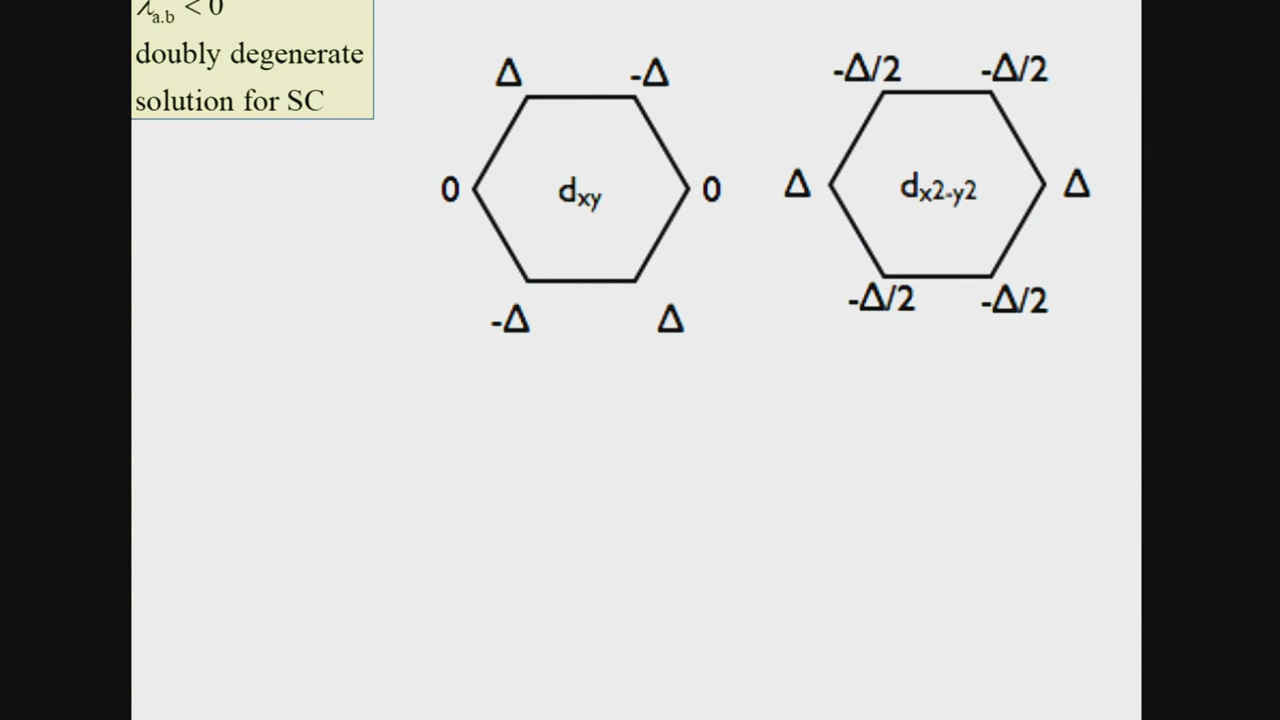 λa.b < 0
doubly degenerate
solution for SC
Δ -Δ
0 dxy 0
-Δ Δ
-Δ/2 -Δ/2
Δ dx2-y2 Δ
-Δ/2 -Δ/2